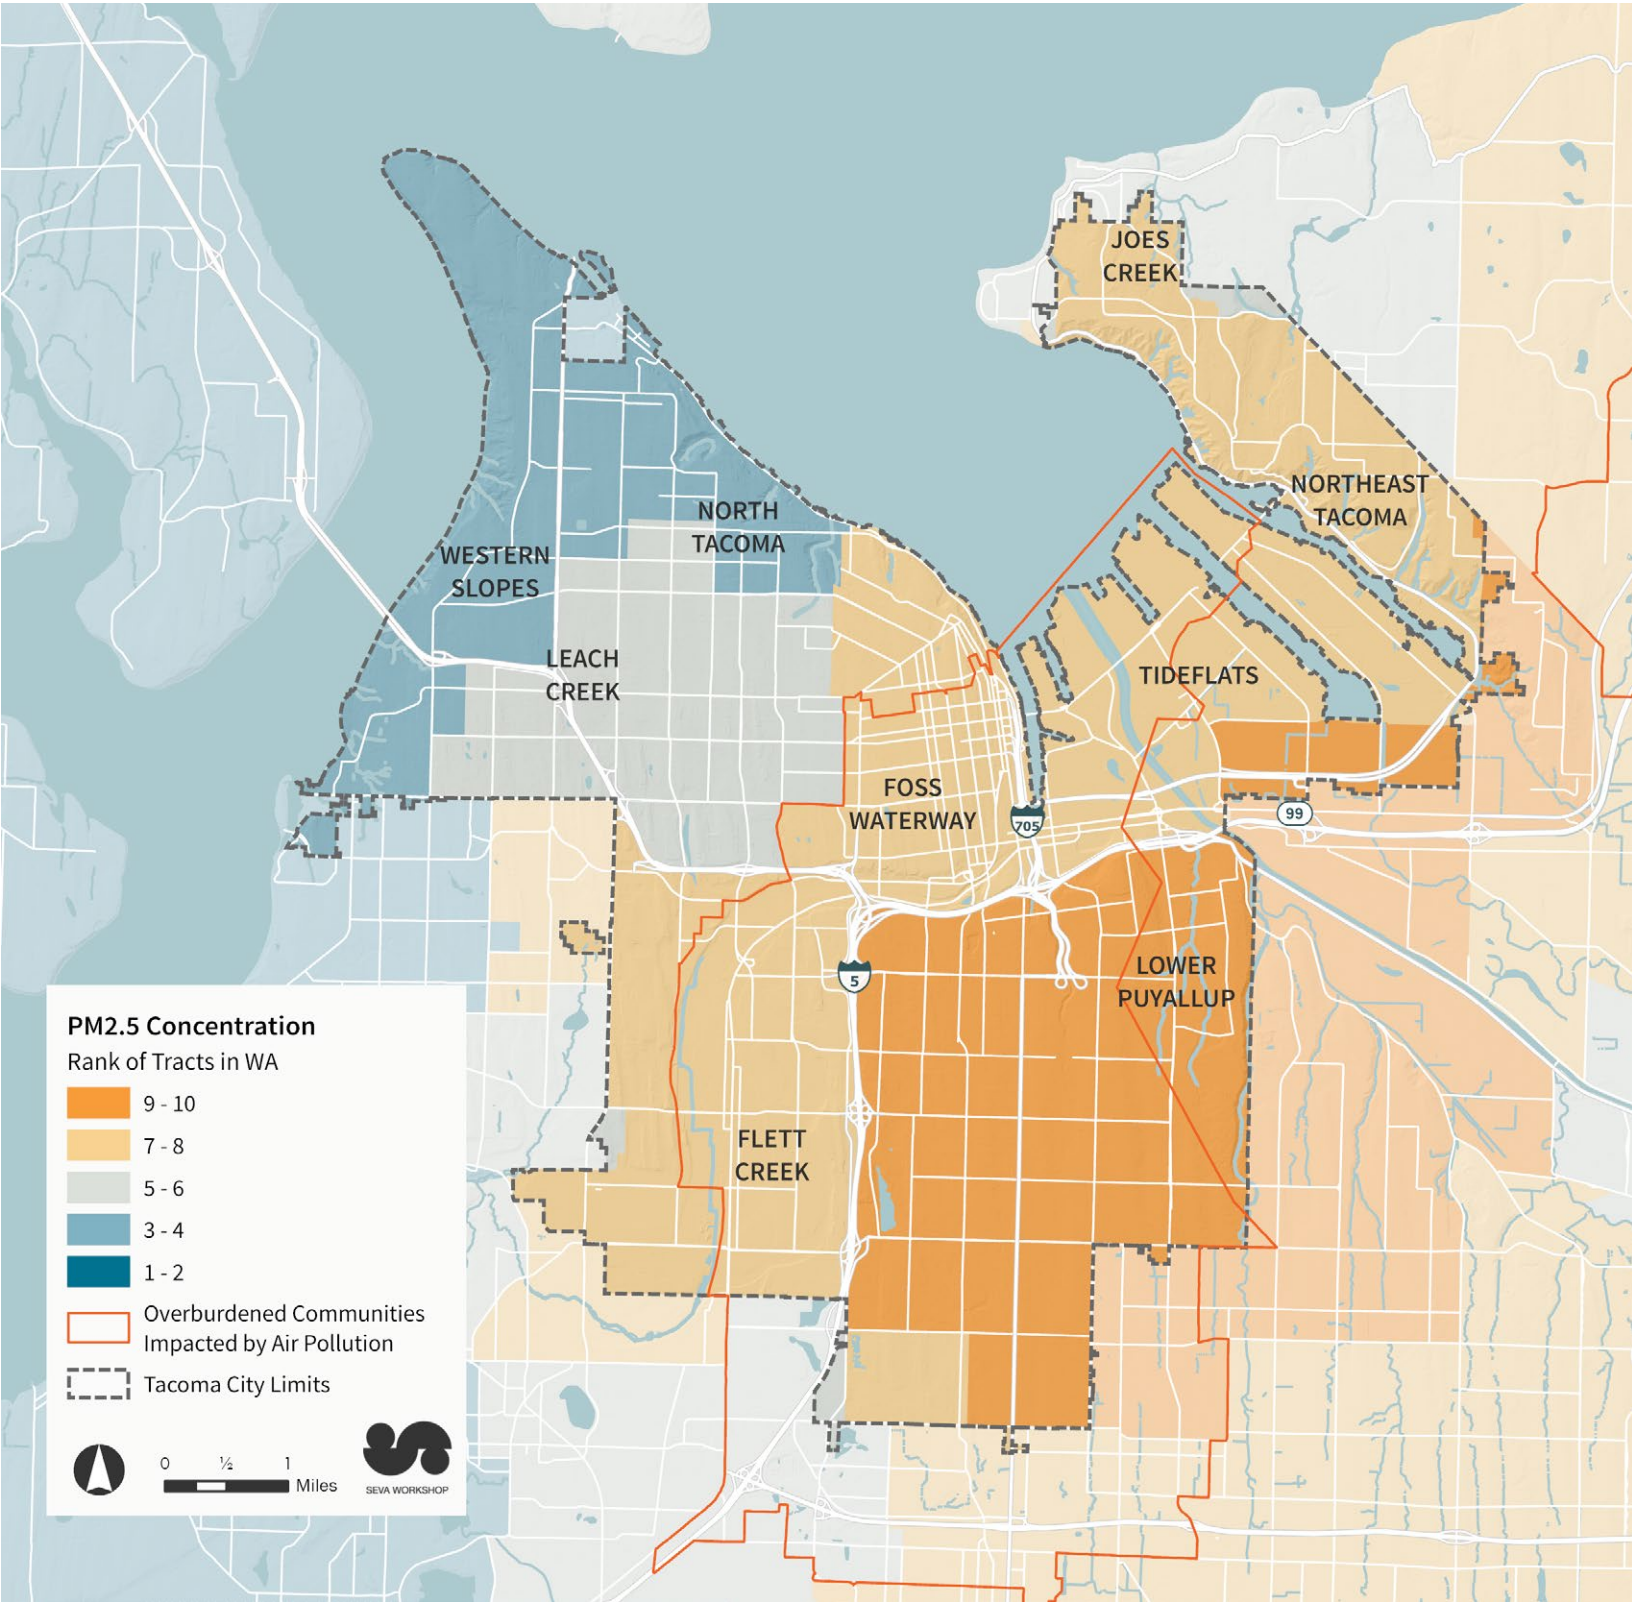 JOES
CREEK
NORTHEAST
TACOMA
NORTH
TACOMA
WESTERN
SLOPES
LEACH
CREEK
TIDEFLATS
FOSS
WATERWAY
705
99
LOWER
PUYALLUP
5
FLETT
CREEK
PM2.5 Concentration
Rank of Tracts in WA
9 - 10
7 - 8
5 - 6
3 - 4
1 - 2
Overburdened Communities
Impacted by Air Pollution
Tacoma City Limits
0 ½ 1
Miles
SEVA WORKSHOP